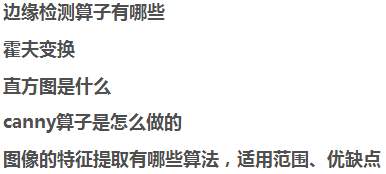 边缘检测算子有哪些
霍夫变换
直方图是什么
canny算子是怎么做的
图像的特征提取有哪些算法，适用范围、优缺点